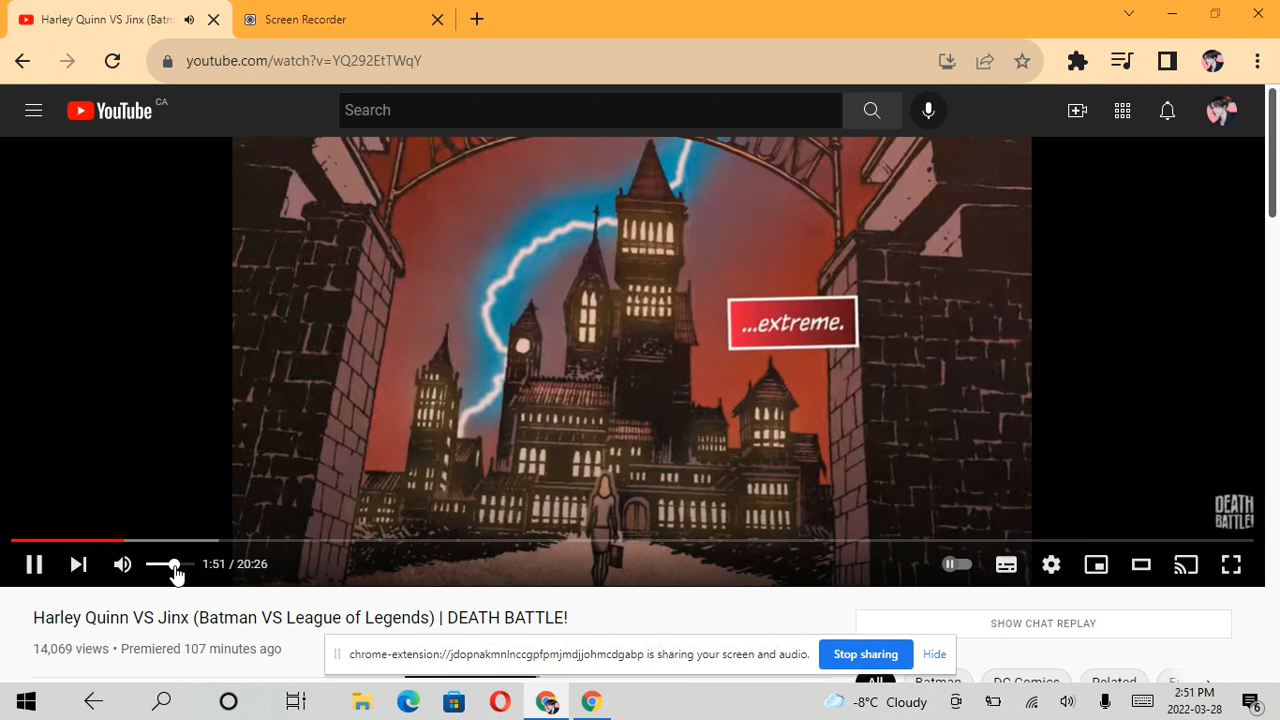 Harley Quinn VS Jinx (Batm
Screen Recorder
youtube.com/watch?v=YQ292EtTWqY
YouTube CA
Search
...extreme.
DEATH BATTLE!
1:51 / 20:26
Harley Quinn VS Jinx (Batman VS League of Legends) | DEATH BATTLE!
14,069 views • Premiered 107 minutes ago
SHOW CHAT REPLAY
chrome-extension://jdopnakmnlnccgpfpmjmdjjohmcdgabp is sharing your screen and audio.
Stop sharing
Hide
All
Batman
DC Comics
Related
-8°C Cloudy
2:51 PM
2022-03-28
6